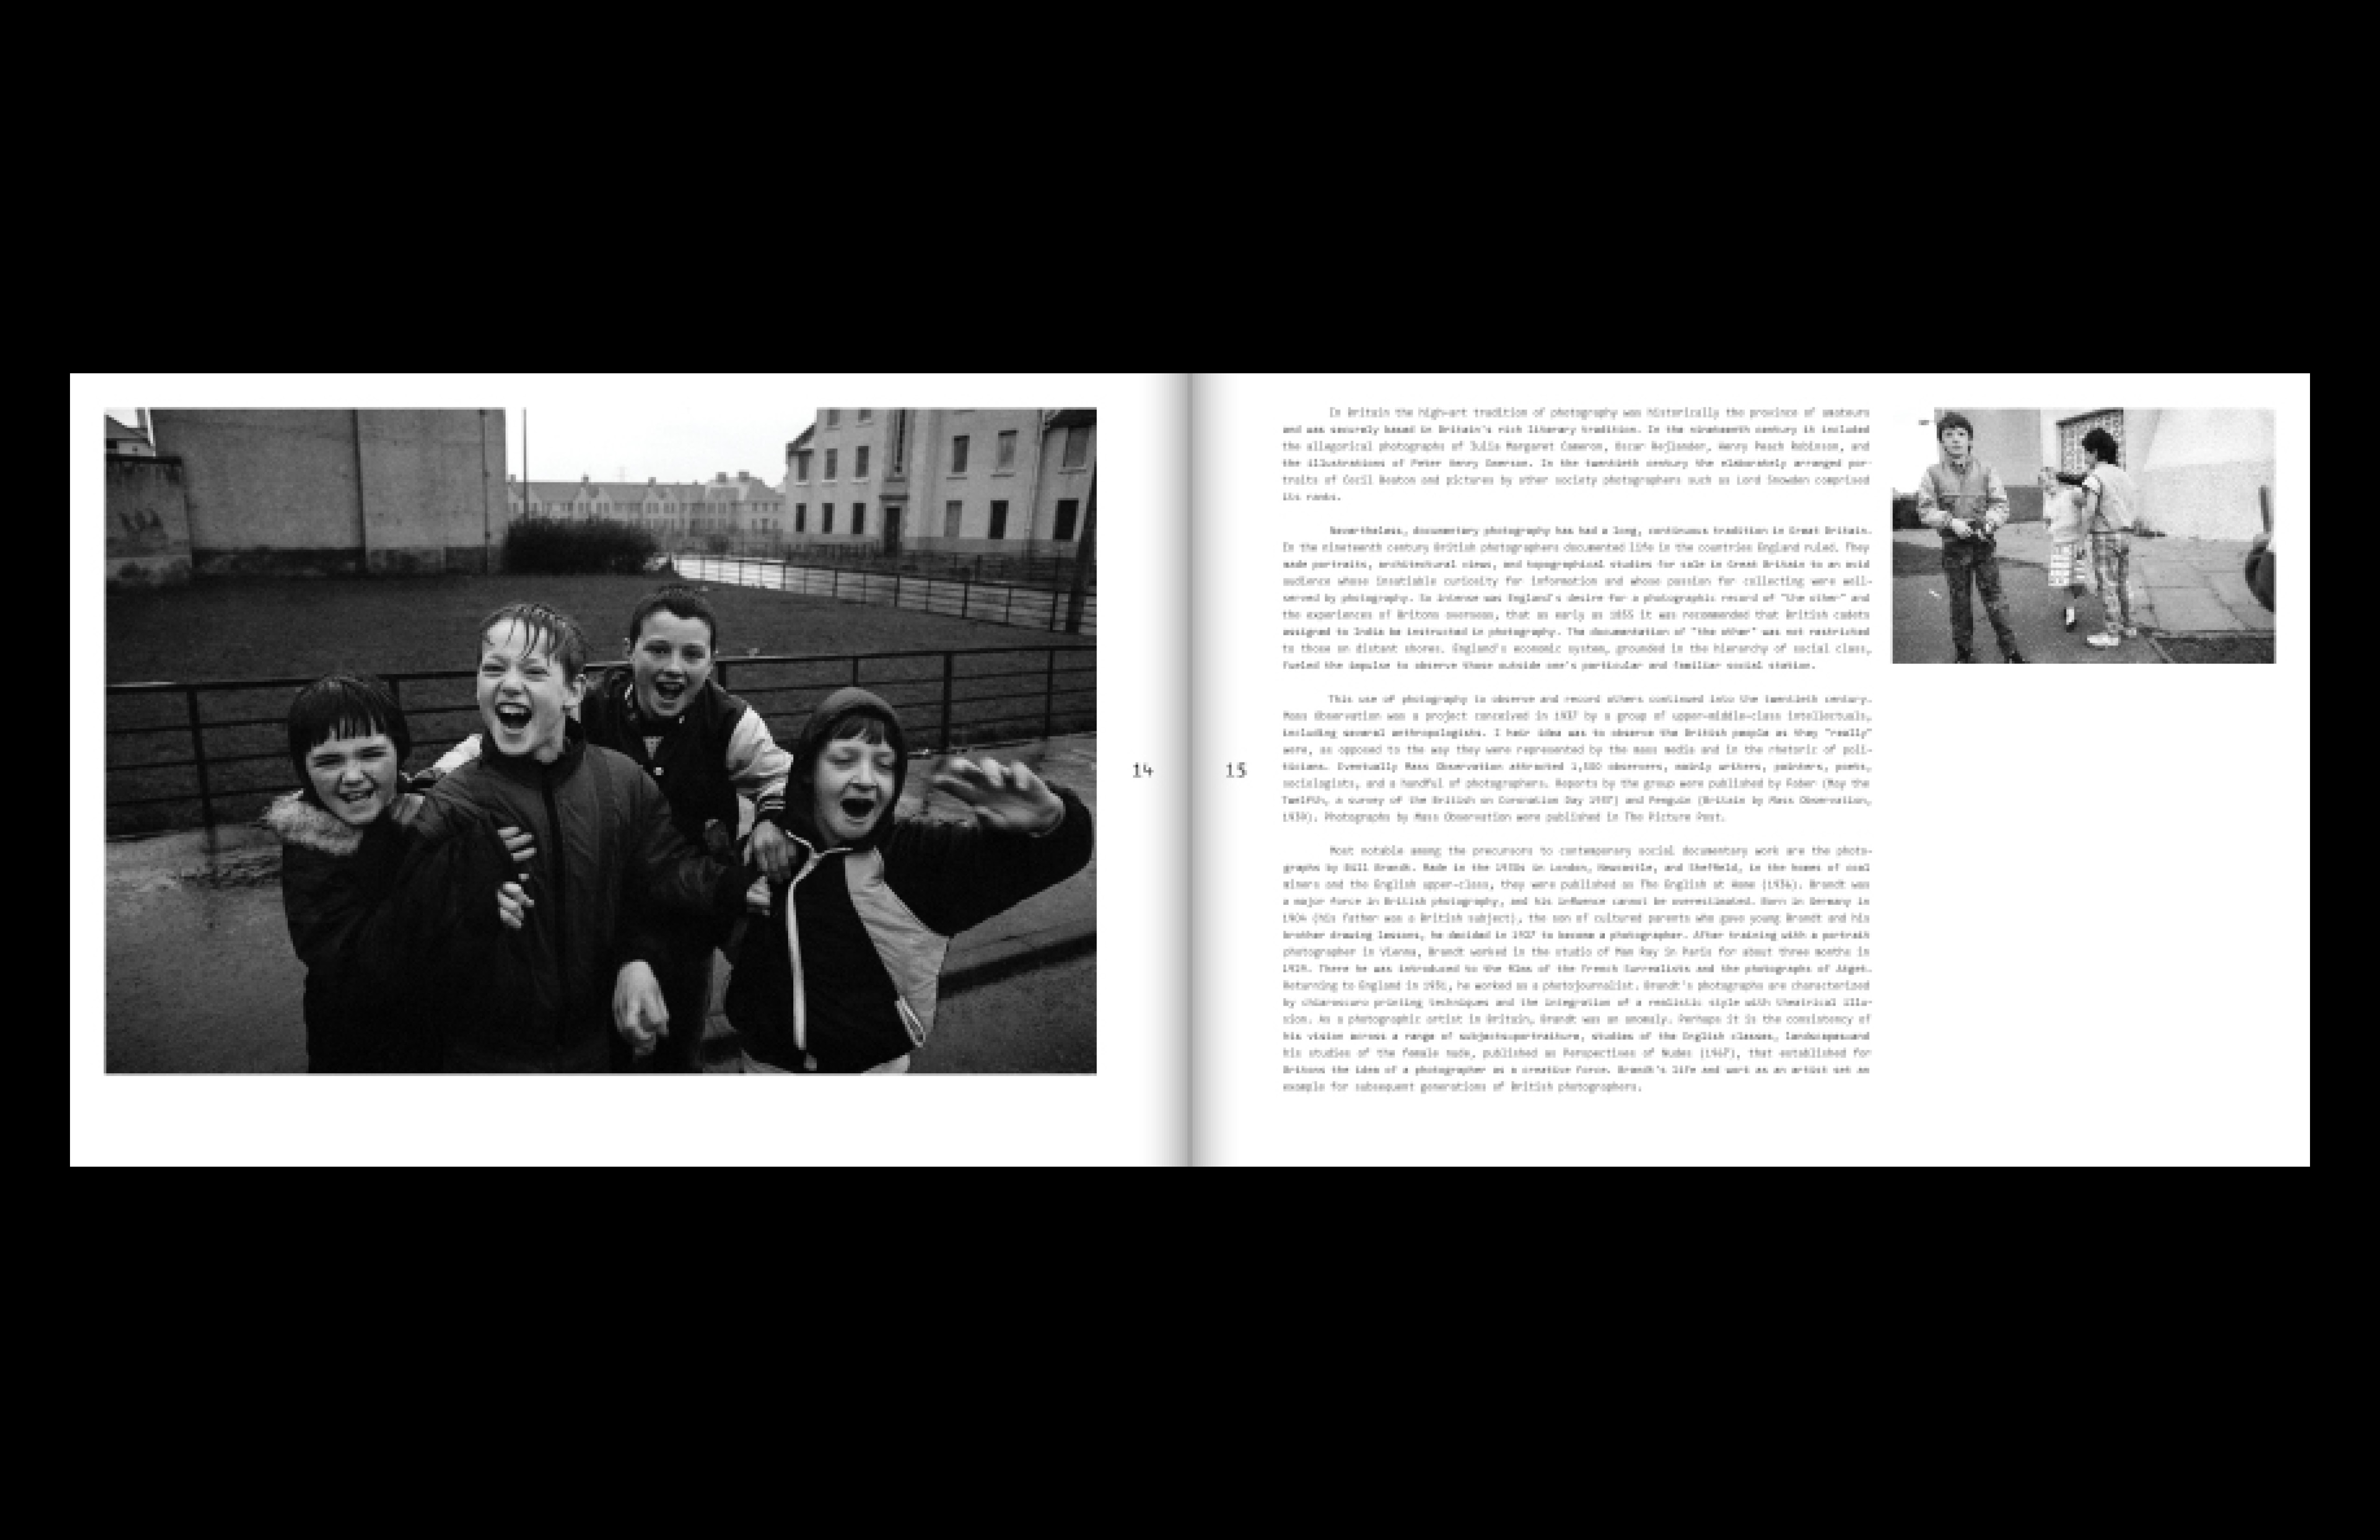 14
15
In Britain the high-art tradition of photography was historically the province of amateurs
and was securely based in Britain's rich literary tradition. In the nineteenth century it included
the allegorical photographs of Julia Margaret Cameron, Oscar Rejlander, Henry Peach Robinson, and
the illustrations of Peter Henry Emerson. In the twentieth century the elaborately arranged por-
traits of Cecil Beaton and pictures by other society photographers such as Lord Snowden comprised
its ranks.
Nevertheless, documentary photography has had a long, continuous tradition in Great Britain.
In the nineteenth century British photographers documented life in the countries England ruled. They
made portraits, architectural views, and topographical studies for sale in Great Britain to an avid
audience whose insatiable curiosity for information and whose passion for collecting were well-
served by photography. So intense was England's desire for a photographic record of "the other" and
the experiences of Britons overseas, that as early as 1855 it was recommended that British cadets
assigned to India be instructed in photography. The documentation of "the other" was not restricted
to those on distant shores. England's economic system, grounded in the hierarchy of social class,
fueled the impulse to observe those outside one's particular and familiar social station.
This use of photography to observe and record others continued into the twentieth century.
Mass Observation was a project conceived in 1937 by a group of upper-middle-class intellectuals,
including several anthropologists. I heir idea was to observe the British people as they "really"
were, as opposed to the way they were represented by the mass media and in the rhetoric of poli-
ticians. Eventually Mass Observation attracted 1,500 observers, mainly writers, painters, poets,
sociologists, and a handful of photographers. Reports by the group were published by Faber (May the
Twelfth, a survey of the British on Coronation Day 1937) and Penguin (Britain by Mass Observation,
1939). Photographs by Mass Observation were published in The Picture Post.
Most notable among the precursors to contemporary social documentary work are the photo-
graphs by Bill Brandt. Made in the 1930s in London, Newcastle, and Sheffield, in the homes of coal
miners and the English upper-class, they were published as The English at Home (1936). Brandt was
a major force in British photography, and his influence cannot be overestimated. Born in Germany in
1904 (his father was a British subject), the son of cultured parents who gave young Brandt and his
brother drawing lessons, he decided in 1927 to become a photographer. After training with a portrait
photographer in Vienna, Brandt worked in the studio of Man Ray in Paris for about three months in
1929. There he was introduced to the films of the French Surrealists and the photographs of Atget.
Returning to England in 1931, he worked as a photojournalist. Brandt's photographs are characterized
by chiaroscuro printing techniques and the integration of a realistic style with theatrical illu-
sion. As a photographic artist in Britain, Brandt was an anomaly. Perhaps it is the consistency of
his vision across a range of subjects:portraiture, studies of the English classes, landscapes:and
his studies of the female nude, published as Perspectives of Nudes (1967), that established for
Britons the idea of a photographer as a creative force. Brandt's life and work as an artist set an
example for subsequent generations of British photographers.